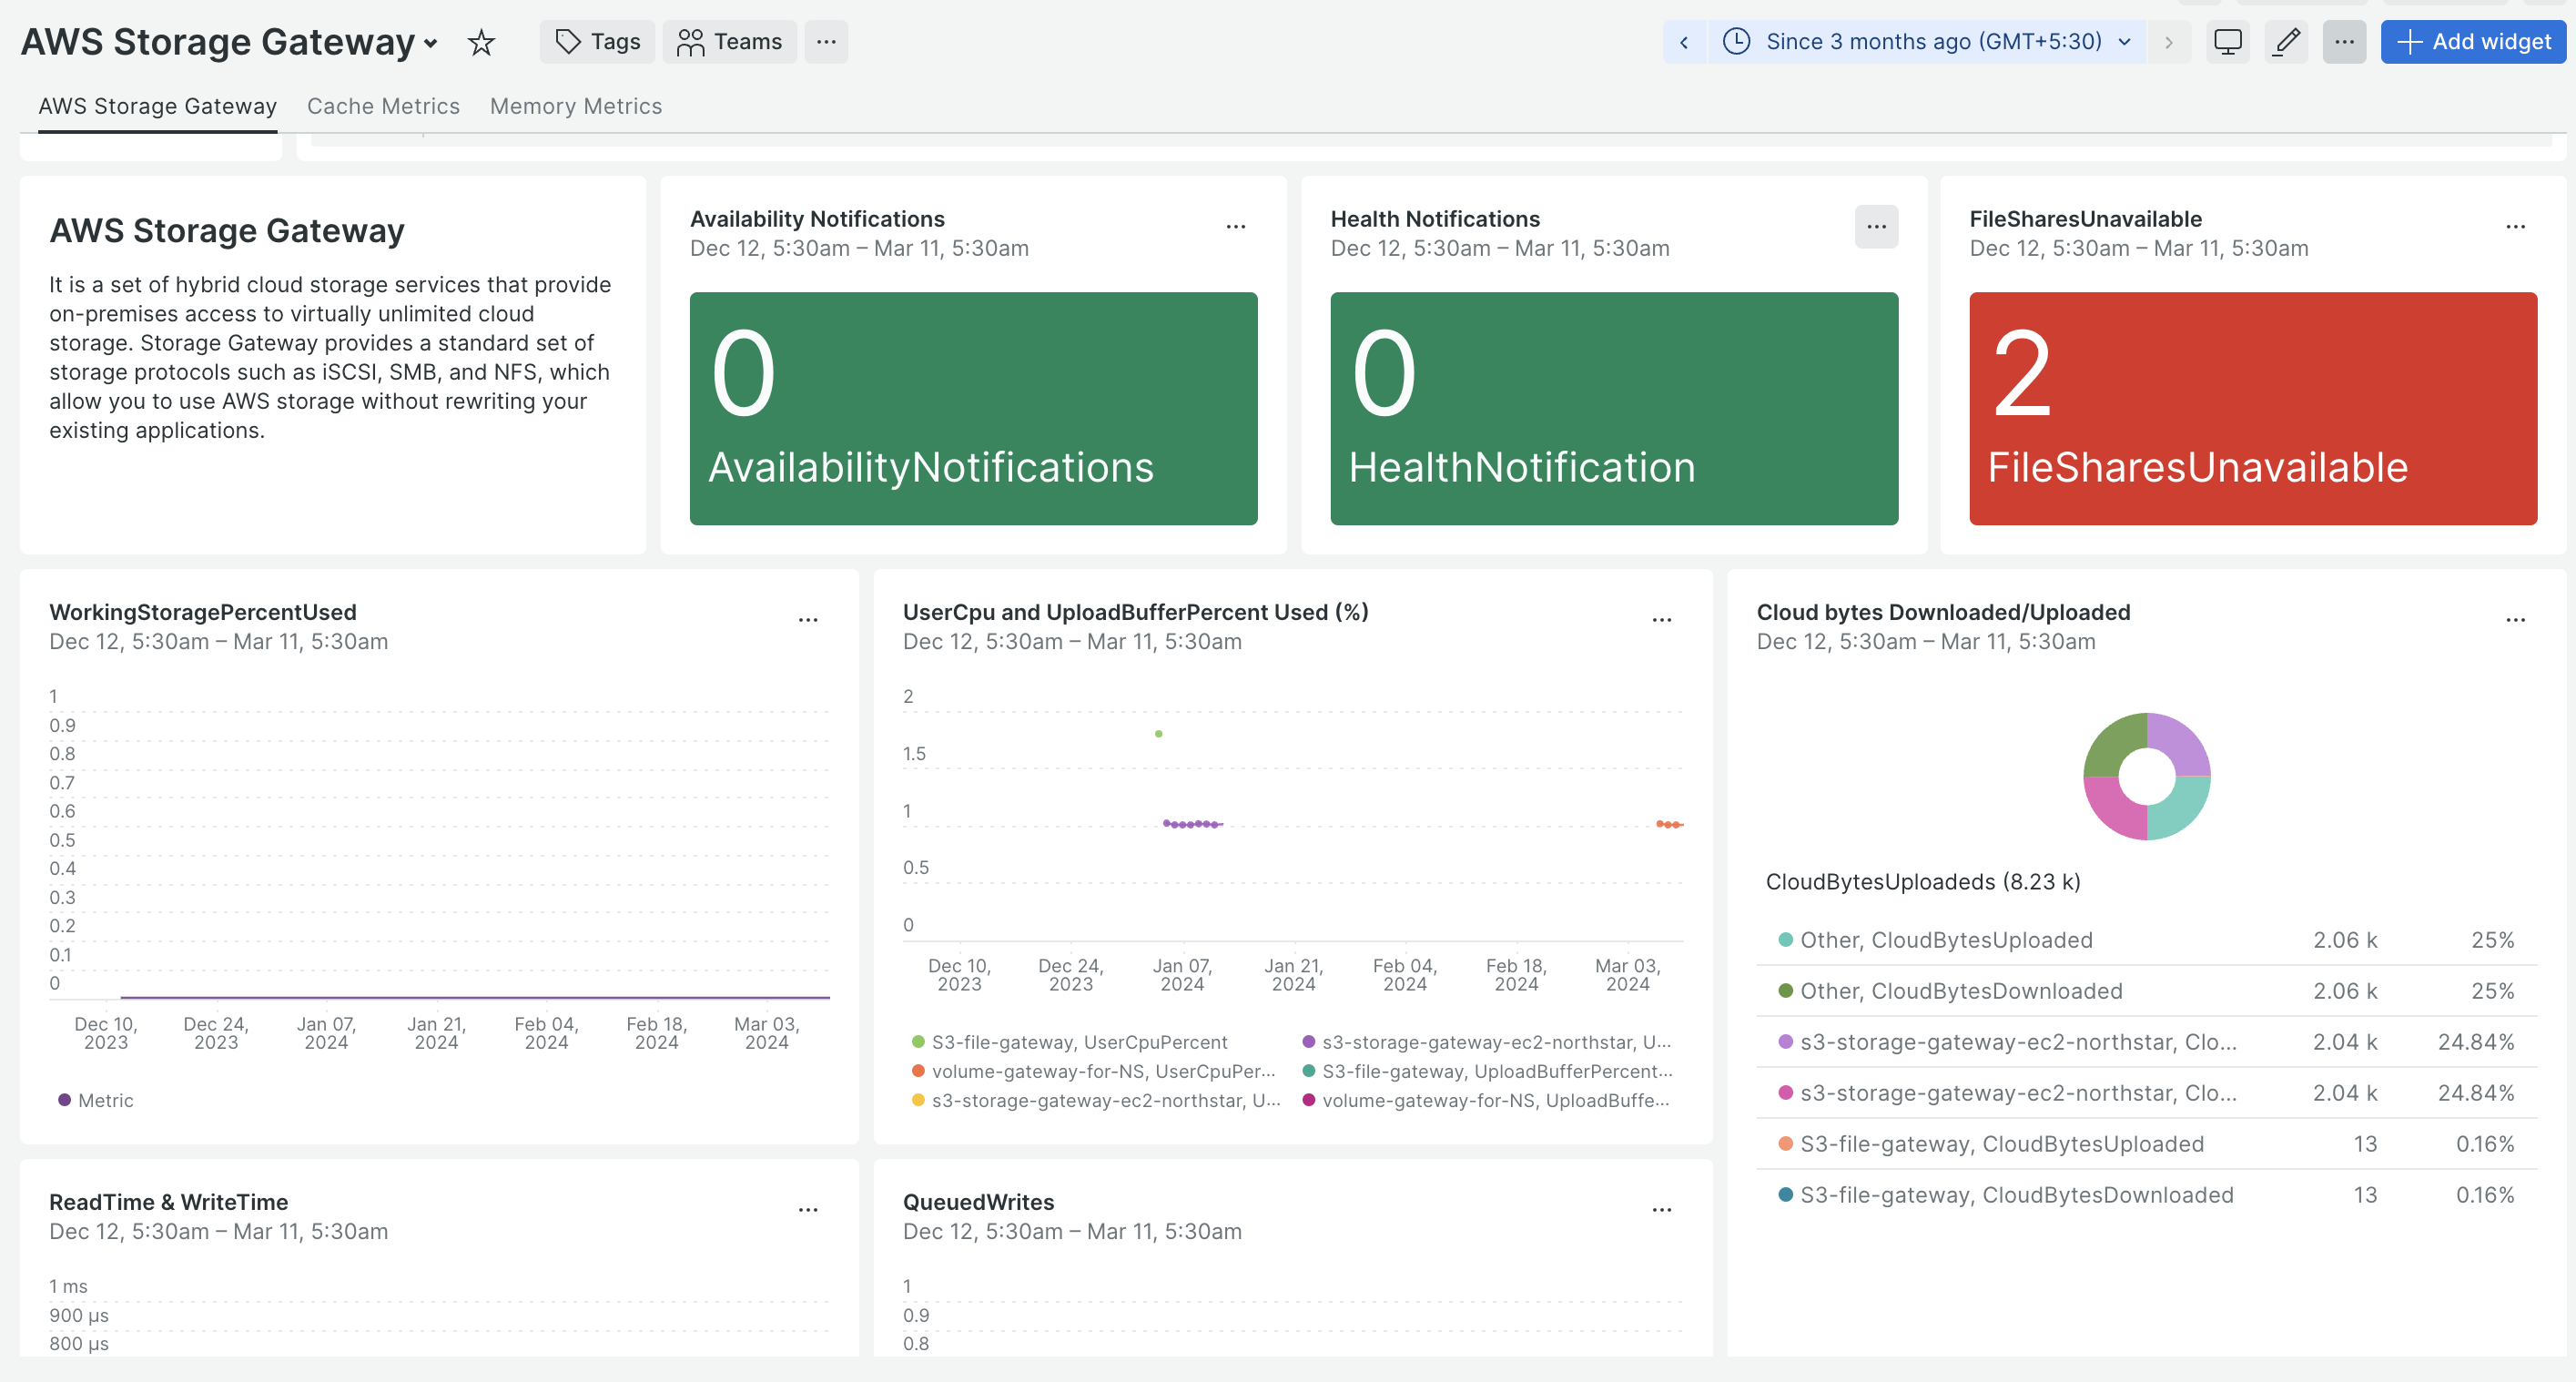 AWS Storage Gateway
Tags
Teams
Since 3 months ago (GMT+5:30)
Add widget
AWS Storage Gateway
Cache Metrics
Memory Metrics
AWS Storage Gateway
It is a set of hybrid cloud storage services that provide
on-premises access to virtually unlimited cloud
storage. Storage Gateway provides a standard set of
storage protocols such as iSCSI, SMB, and NFS, which
allow you to use AWS storage without rewriting your
existing applications.
Availability Notifications
Dec 12, 5:30am – Mar 11, 5:30am
0
AvailabilityNotifications
Health Notifications
Dec 12, 5:30am – Mar 11, 5:30am
0
HealthNotification
FileSharesUnavailable
Dec 12, 5:30am – Mar 11, 5:30am
2
FileSharesUnavailable
WorkingStoragePercentUsed
Dec 12, 5:30am – Mar 11, 5:30am
1
0.9
0.8
0.7
0.6
0.5
0.4
0.3
0.2
0.1
0
Dec 10, Dec 24, Jan 07, Jan 21, Feb 04, Feb 18, Mar 03,
2023 2023 2024 2024 2024 2024 2024
Metric
UserCpu and UploadBufferPercent Used (%)
Dec 12, 5:30am – Mar 11, 5:30am
2
1.5
1
0.5
0
Dec 10, Dec 24, Jan 07, Jan 21, Feb 04, Feb 18, Mar 03,
2023 2023 2024 2024 2024 2024 2024
S3-file-gateway, UserCpuPercent
s3-storage-gateway-ec2-northstar, U...
volume-gateway-for-NS, UserCpuPer...
S3-file-gateway, UploadBufferPercent...
s3-storage-gateway-ec2-northstar, U...
volume-gateway-for-NS, UploadBuffe...
Cloud bytes Downloaded/Uploaded
Dec 12, 5:30am – Mar 11, 5:30am
CloudBytesUploadeds (8.23 k)
Other, CloudBytesUploaded 2.06 k 25%
Other, CloudBytesDownloaded 2.06 k 25%
s3-storage-gateway-ec2-northstar, Clo... 2.04 k 24.84%
s3-storage-gateway-ec2-northstar, Clo... 2.04 k 24.84%
S3-file-gateway, CloudBytesUploaded 13 0.16%
S3-file-gateway, CloudBytesDownloaded 13 0.16%
ReadTime & WriteTime
Dec 12, 5:30am – Mar 11, 5:30am
1 ms
900 µs
800 µs
QueuedWrites
Dec 12, 5:30am – Mar 11, 5:30am
1
0.9
0.8